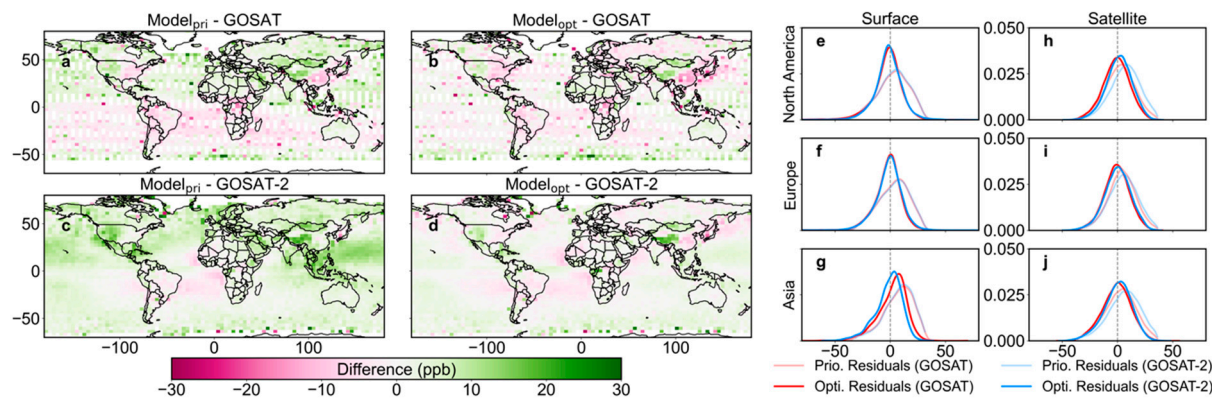 Model_pri - GOSAT
Model_opt - GOSAT
Surface
Satellite
50
0
−50
a
b
Model_pri - GOSAT-2
Model_opt - GOSAT-2
50
0
−50
c
d
−100
0
100
−100
0
100
Difference (ppb)
−30
−20
−10
0
10
20
30
North America
e
h
0.050
0.025
0.000
Europe
f
i
0.050
0.025
0.000
Asia
g
j
0.050
0.025
0.000
−50
0
50
−50
0
50
Prio. Residuals (GOSAT)
Prio. Residuals (GOSAT-2)
Opti. Residuals (GOSAT)
Opti. Residuals (GOSAT-2)